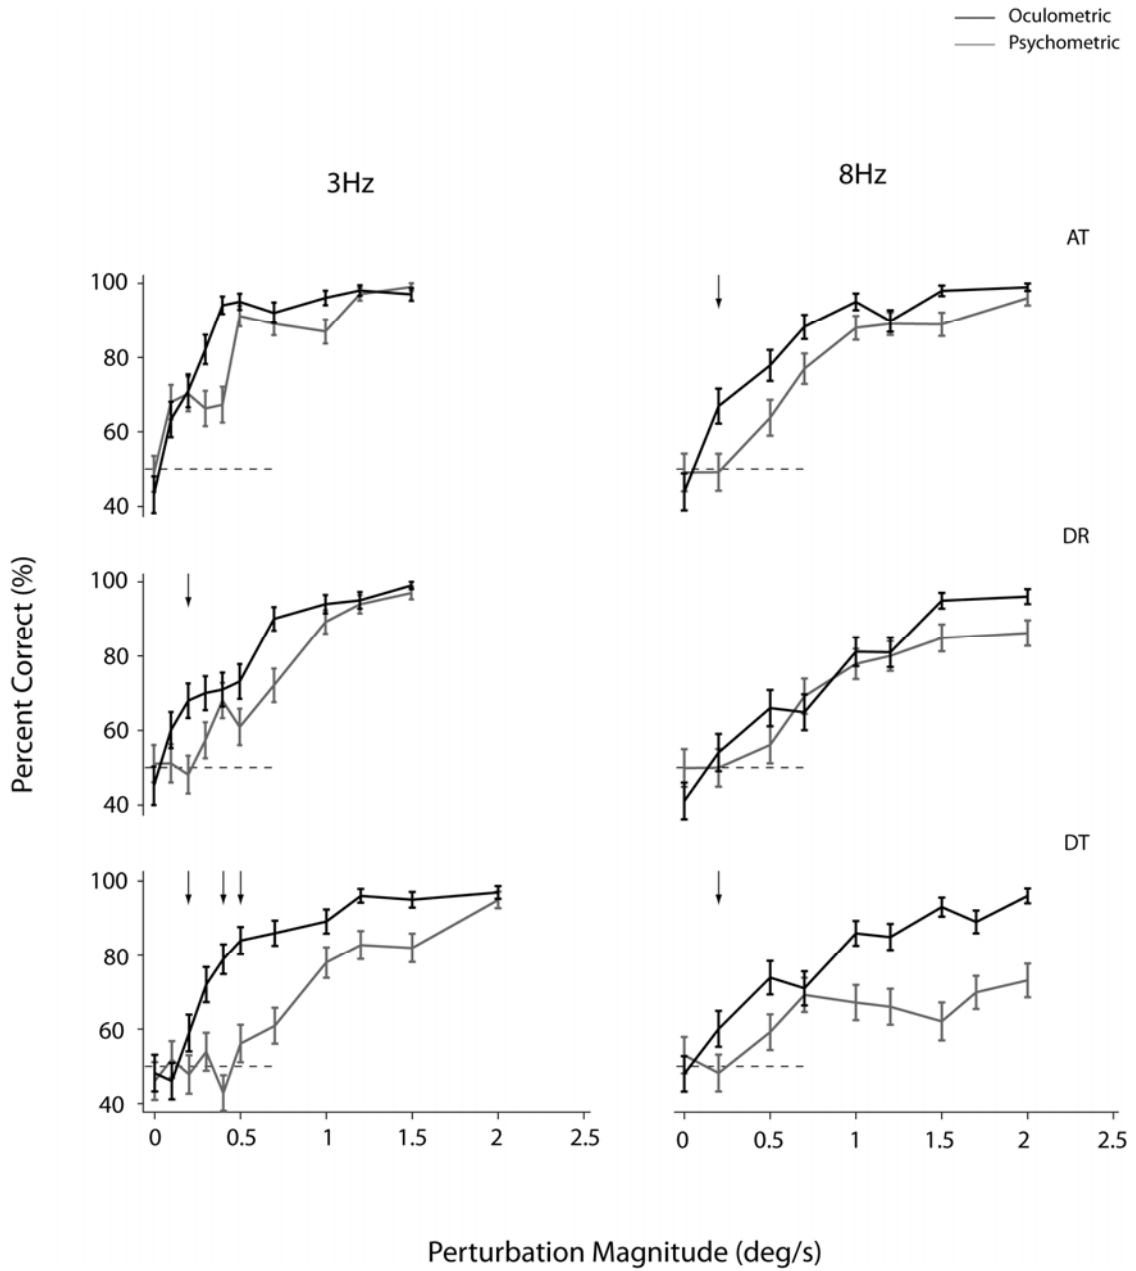 Oculometric
Psychometric
3Hz
8Hz
AT
100
80
60
40
DR
100
80
60
40
DT
100
80
60
40
0 0.5 1 1.5 2 2.5
0 0.5 1 1.5 2 2.5
Percent Correct (%)
Perturbation Magnitude (deg/s)